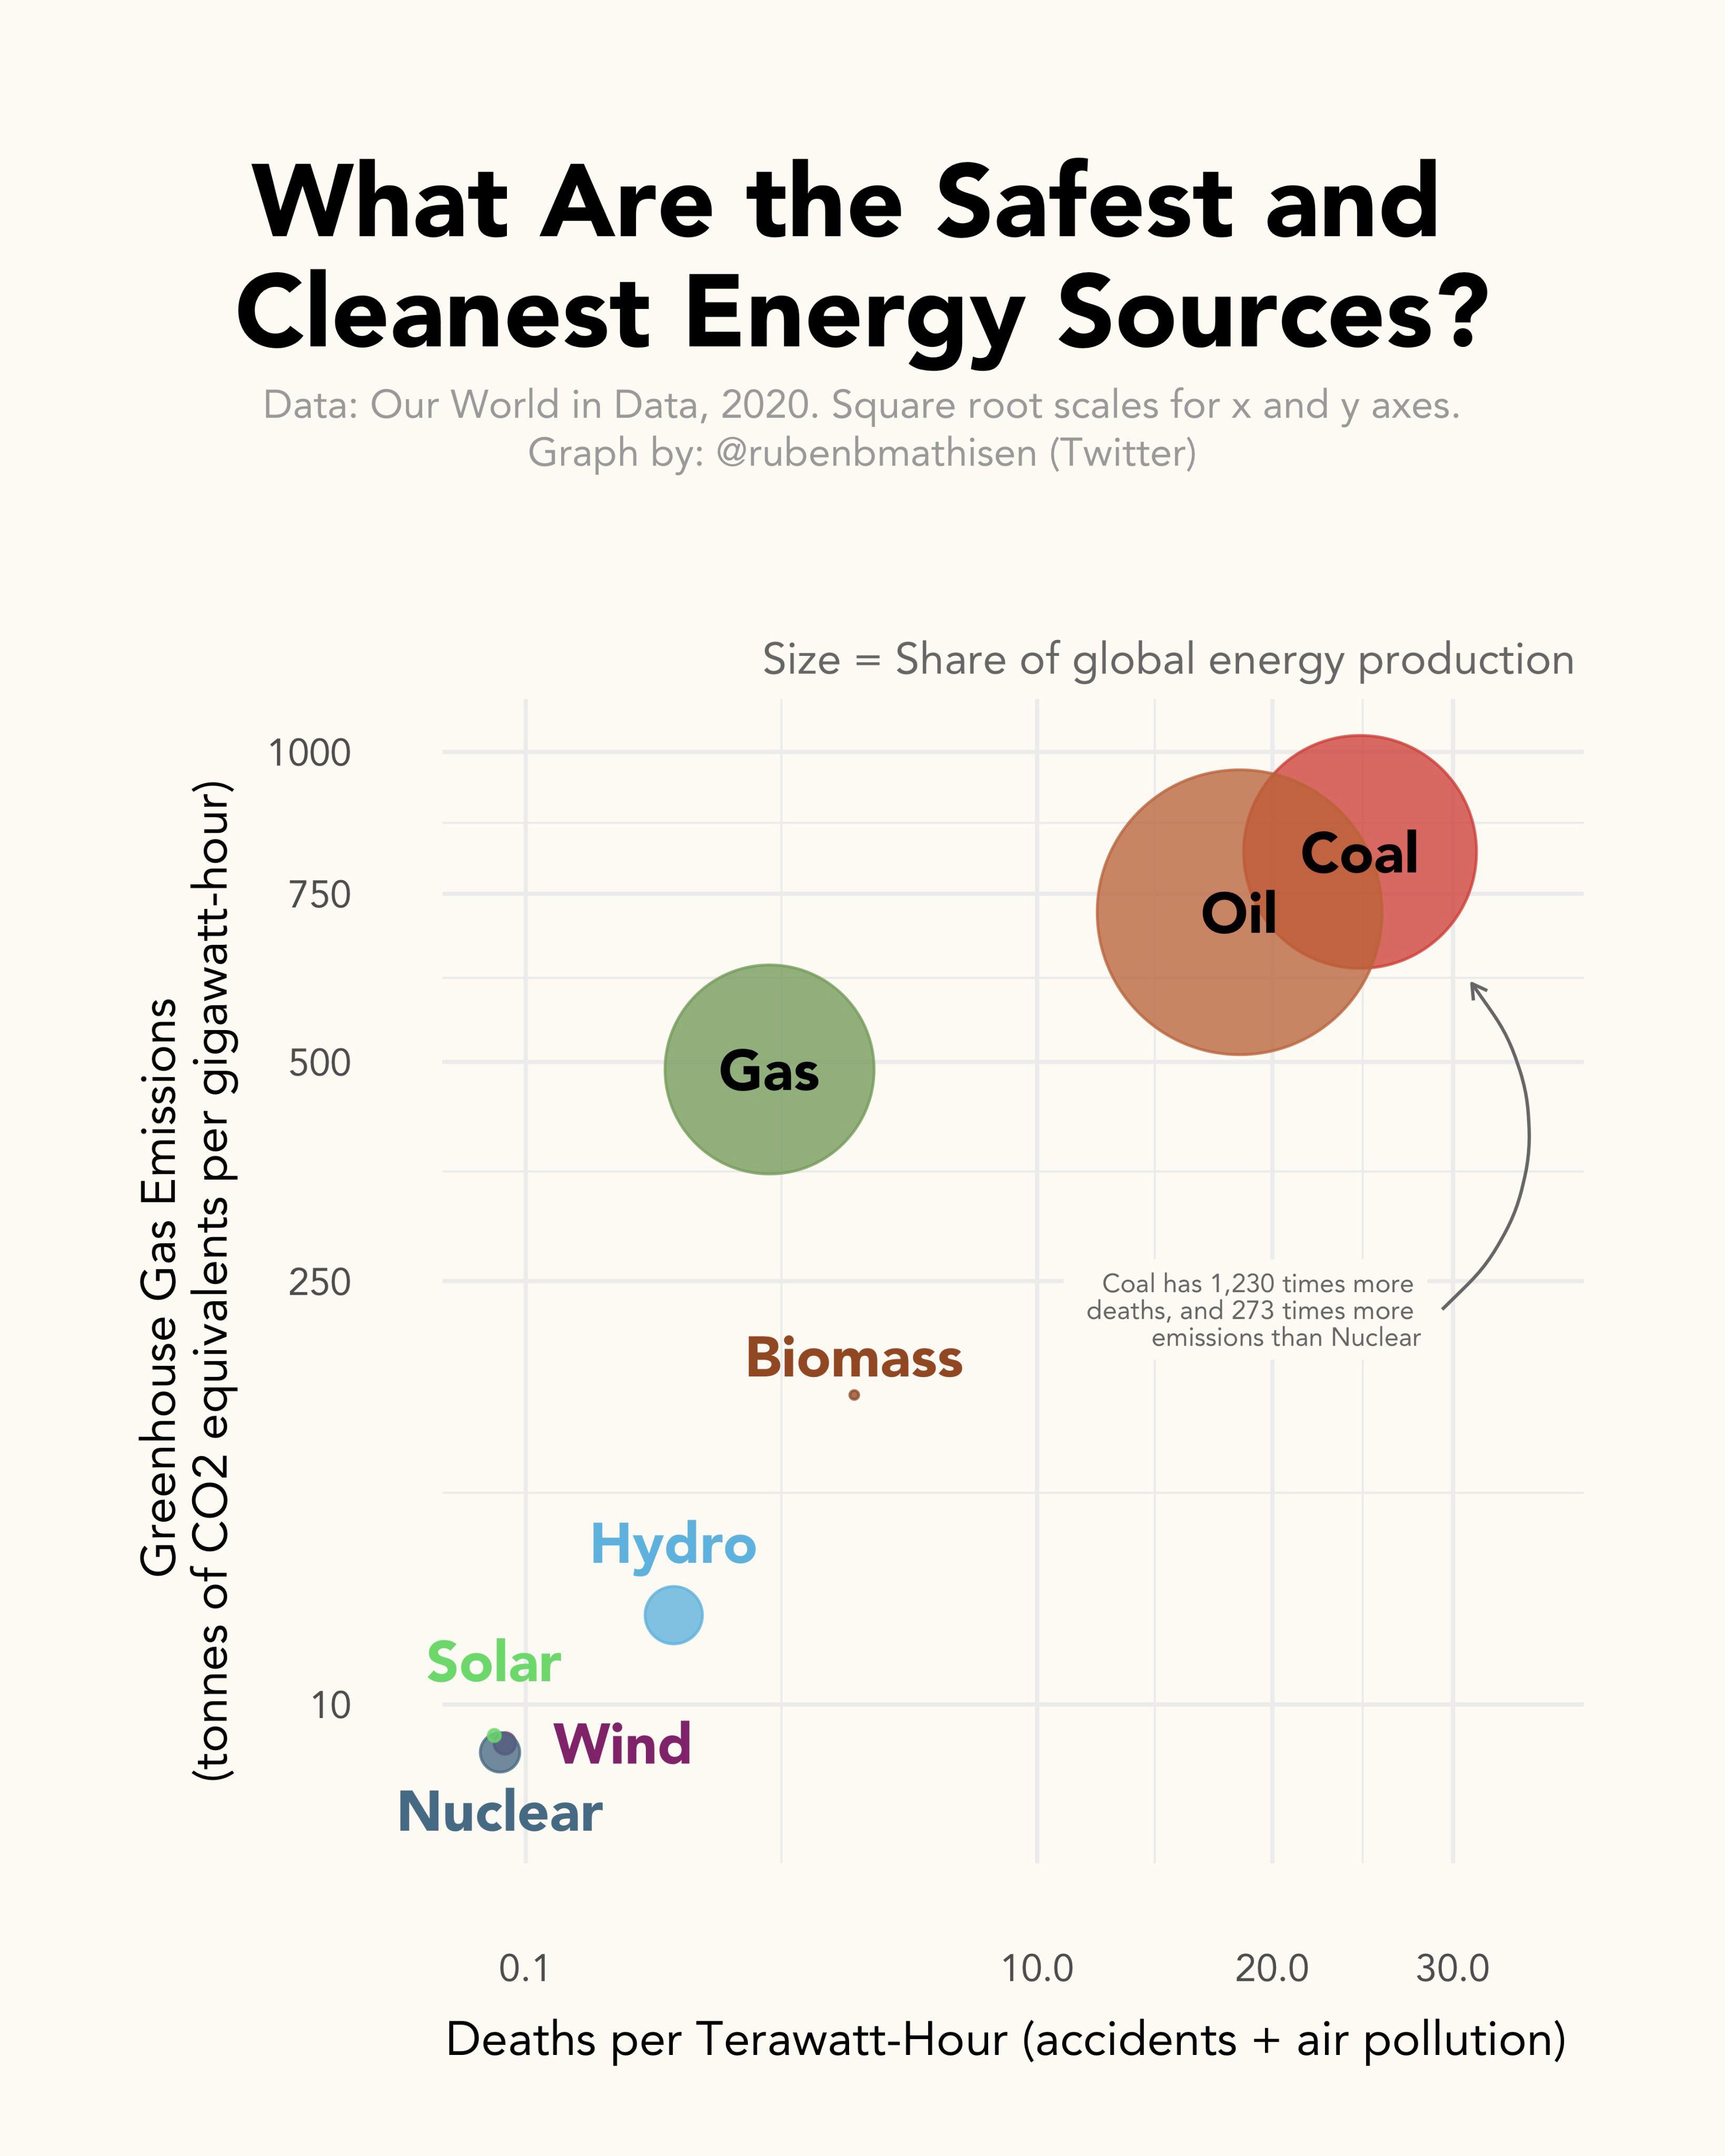 What Are the Safest and
Cleanest Energy Sources?
Data: Our World in Data, 2020. Square root scales for x and y axes.
Graph by: @rubenbmathisen (Twitter)
Size = Share of global energy production
Greenhouse Gas Emissions
(tonnes of CO2 equivalents per gigawatt-hour)
1000
750
500
250
10
Coal
Oil
Gas
Coal has 1,230 times more
deaths, and 273 times more
emissions than Nuclear
Biomass
Hydro
Solar
Wind
Nuclear
0.1
10.0
20.0
30.0
Deaths per Terawatt-Hour (accidents + air pollution)